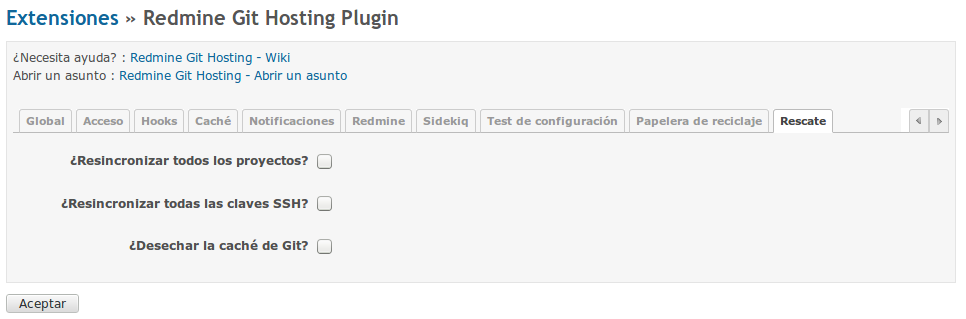 Extensiones » Redmine Git Hosting Plugin
¿Necesita ayuda? : Redmine Git Hosting - Wiki
Abrir un asunto : Redmine Git Hosting - Abrir un asunto
Global Acceso Hooks Caché Notificaciones Redmine Sidekiq Test de configuración Papelera de reciclaje Rescate
¿Resincronizar todos los proyectos?
¿Resincronizar todas las claves SSH?
¿Desechar la caché de Git?
Aceptar